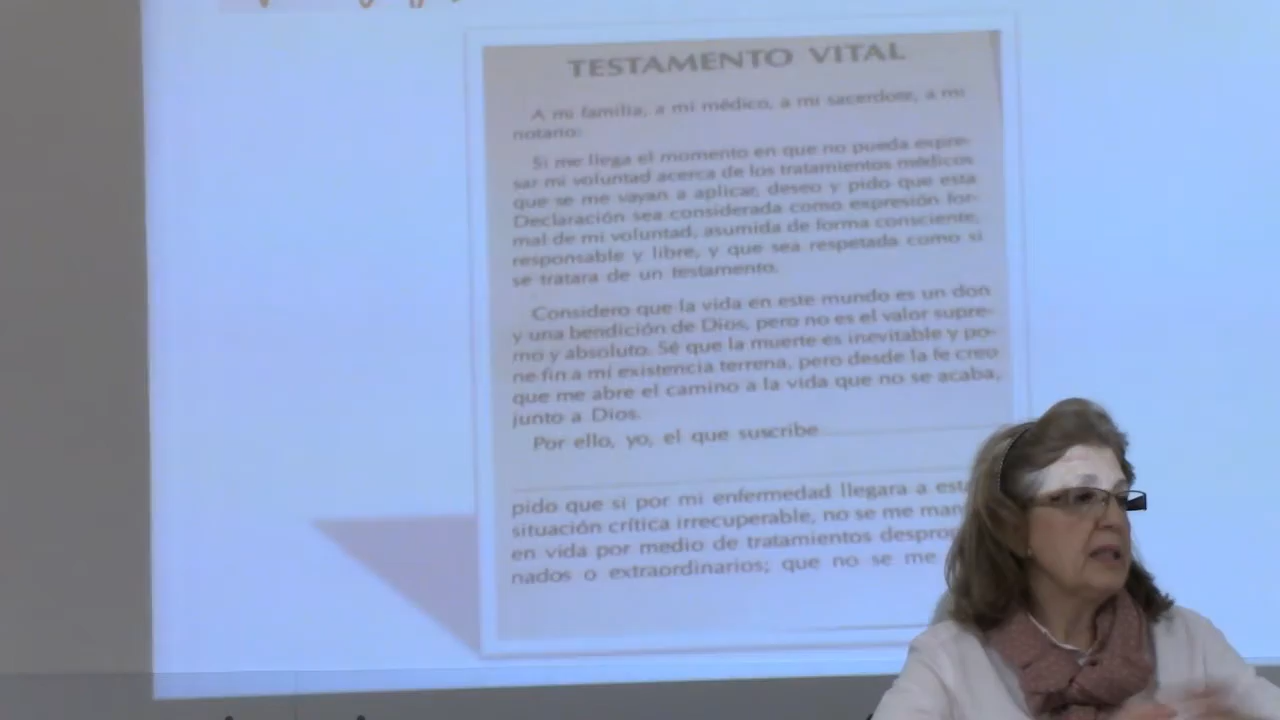 TESTAMENTO VITAL
A mi familia, a mi médico, a mi sacerdote, a mi
notario:
Si me llega el momento en que no pueda expre-
sar mi voluntad acerca de los tratamientos médicos
que se me vayan a aplicar, deseo y pido que esta
Declaración sea considerada como expresión for-
mal de mi voluntad, asumida de forma consciente,
responsable y libre, y que sea respetada como si
se tratara de un testamento.
Considero que la vida en este mundo es un don
y una bendición de Dios, pero no es el valor supre-
mo y absoluto. Sé que la muerte es inevitable y po-
ne fin a mi existencia terrena, pero desde la fe creo
que me abre el camino a la vida que no se acaba,
junto a Dios.
Por ello, yo, el que suscribe
pido que si por mi enfermedad llegara a
situación crítica irrecuperable, no se me
en vida por medio de tratamientos
nados o extraordinarios; que no se me